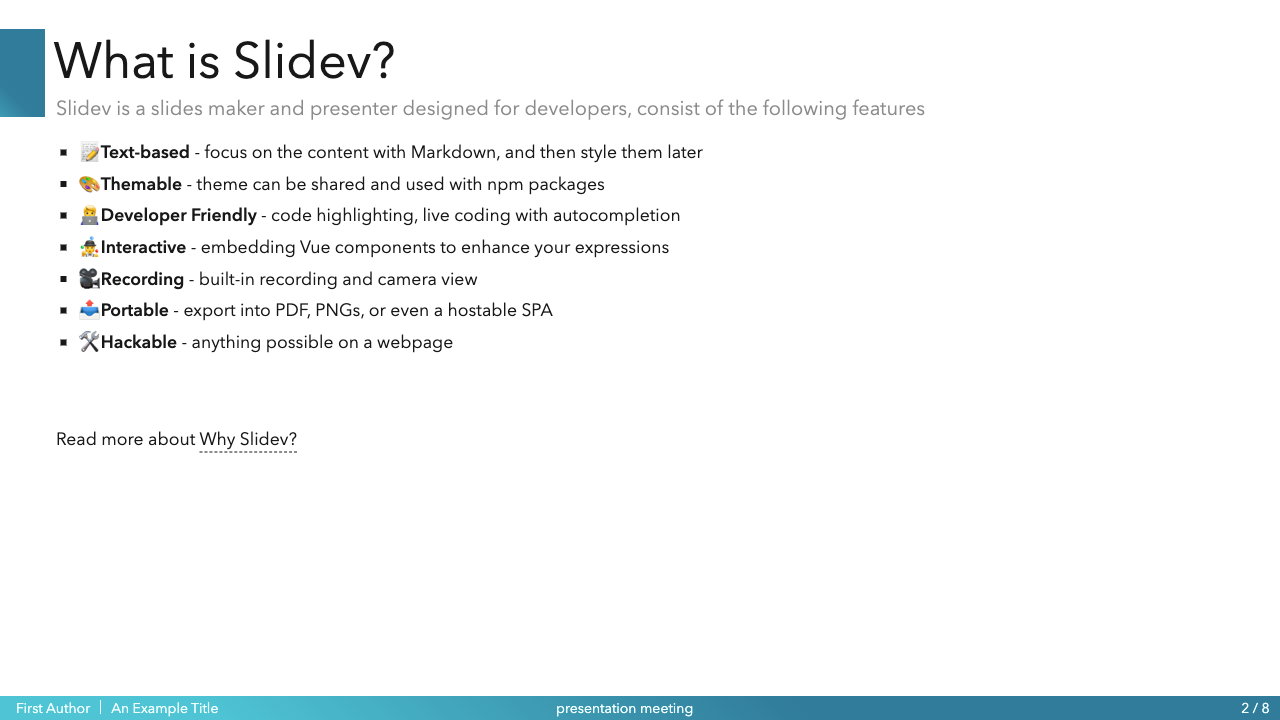 What is Slidev?
Slidev is a slides maker and presenter designed for developers, consist of the following features
📝Text-based - focus on the content with Markdown, and then style them later
🎨Themable - theme can be shared and used with npm packages
🧑‍💻Developer Friendly - code highlighting, live coding with autocompletion
🤹Interactive - embedding Vue components to enhance your expressions
🎥Recording - built-in recording and camera view
📤Portable - export into PDF, PNGs, or even a hostable SPA
🛠Hackable - anything possible on a webpage
Read more about Why Slidev?
First Author | An Example Title presentation meeting 2 / 8